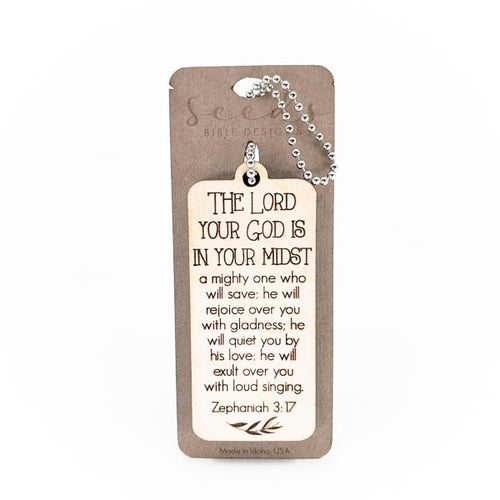 Seeds
BIBLE DESIGNS
THE LORD
YOUR GOD IS
IN YOUR MIDST
a mighty one who
will save; he will
rejoice over you
with gladness; he
will quiet you by
his love; he will
exult over you
with loud singing.
Zephaniah 3:17
Made in Idaho, USA